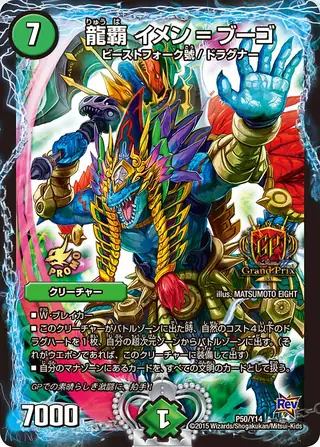 7
りゅう は
龍覇 イメン＝ブーゴ
ビーストフォーク號 / ドラグナー
PROMO
GP
Grand Prix
illus. MATSUMOTO EIGHT
クリーチャー
W・ブレイカー
このクリーチャーがバトルゾーンに出た時、自然のコスト4以下のド
ラグハートを1枚、自分の超次元ゾーンからバトルゾーンに出す。(そ
れがウエポンであれば、このクリーチャーに装備して出す)
自分のマナゾーンにあるカードを、すべての文明のカードとして扱う。
GPでの素晴らしき激闘に、拍手!!
7000
1
P50/Y14
Rev
©2015 Wizards/Shogakukan/Mitsui-Kids